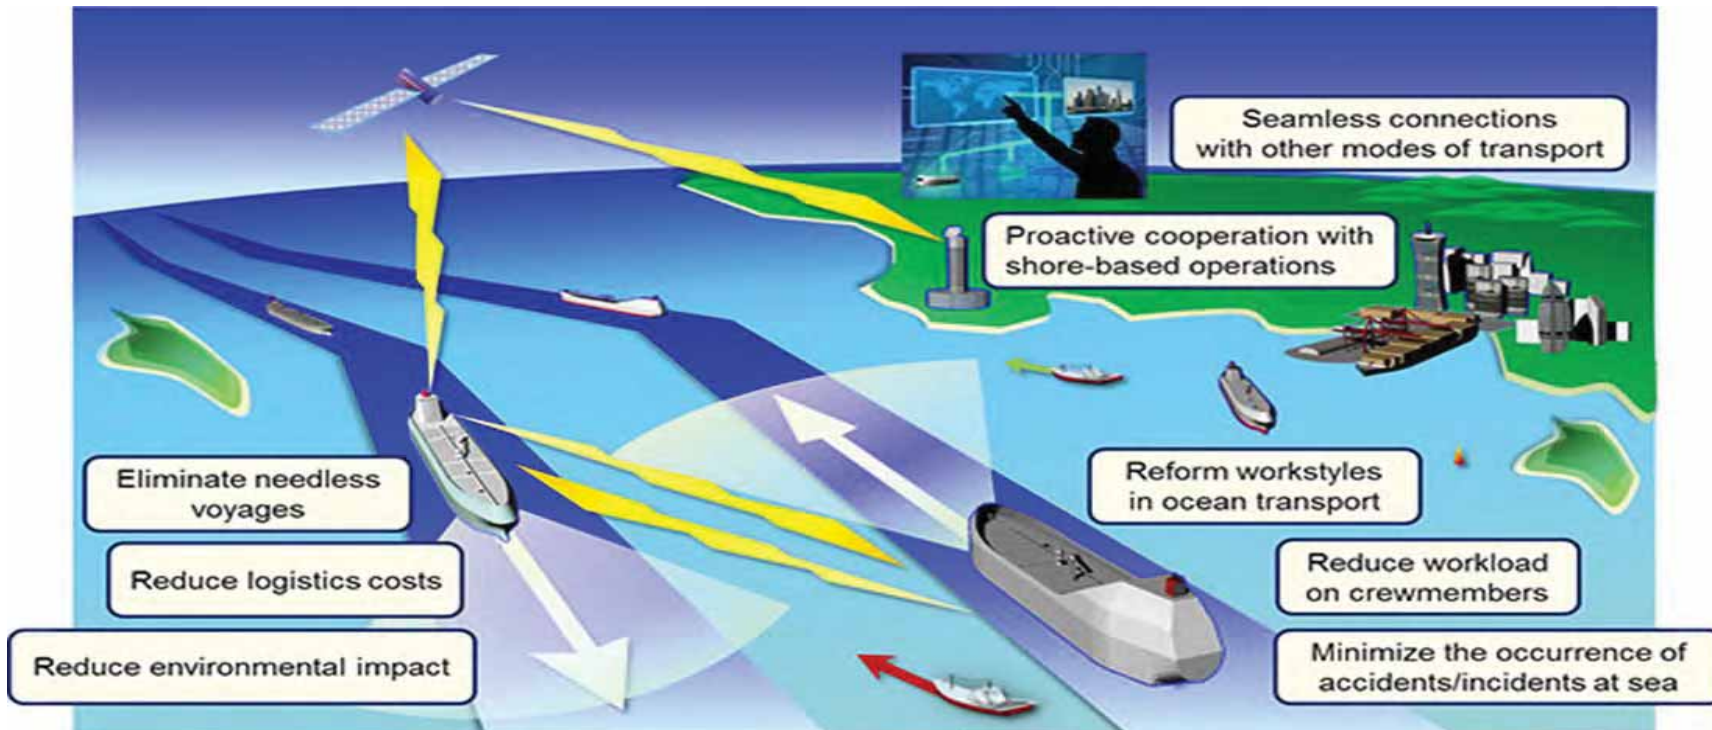 Seamless connections
with other modes of transport
Proactive cooperation with
shore-based operations
Eliminate needless
voyages
Reduce logistics costs
Reduce environmental impact
Reform workstyles
in ocean transport
Reduce workload
on crewmembers
Minimize the occurrence of
accidents/incidents at sea